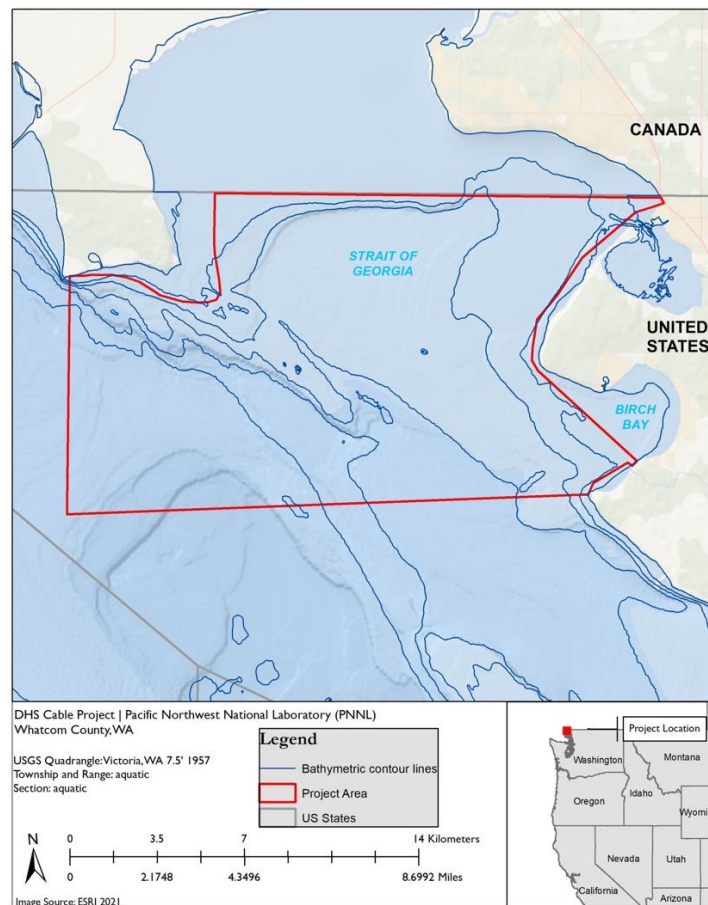 CANADA
STRAIT OF
GEORGIA
UNITED
STATES
BIRCH
BAY
DHS Cable Project | Pacific Northwest National Laboratory (PNNL)
Whatcom County, WA
USGS Quadrangle: Victoria, WA 7.5' 1957
Township and Range: aquatic
Section: aquatic
Legend
Bathymetric contour lines
Project Area
US States
N
0 3.5 7 14 Kilometers
0 2.1748 4.3496 8.6992 Miles
Image Source: ESRI 2021
Project Location
Washington
Montana
Oregon
Idaho
Wyomi
Nevada
Utah
California
Arizona